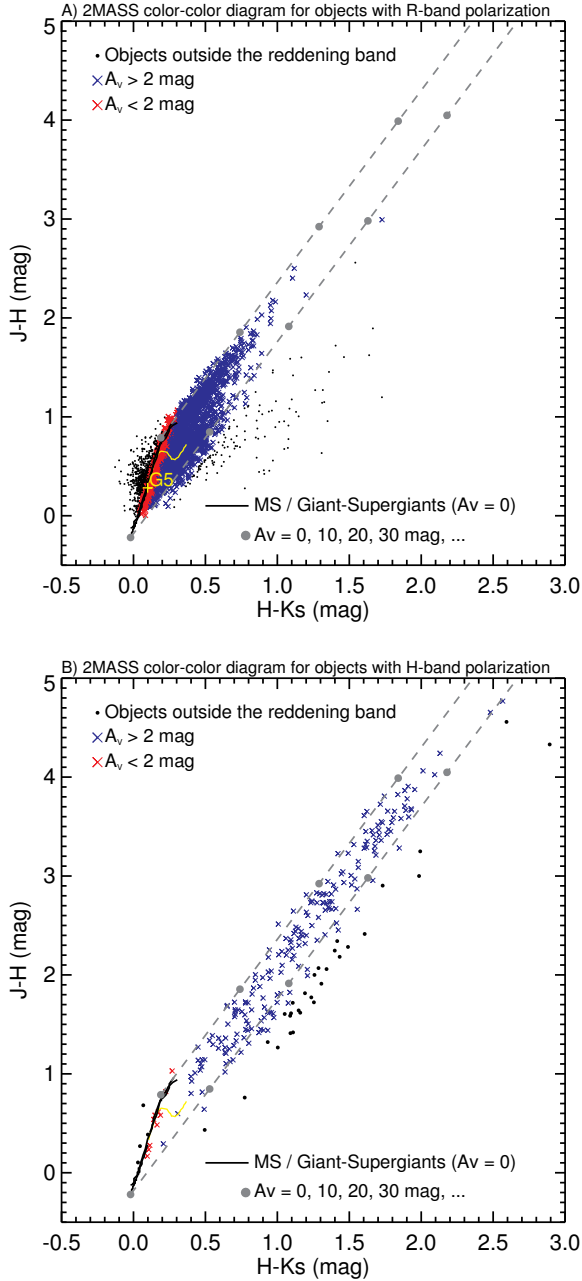 A) 2MASS color-color diagram for objects with R-band polarization
5
Objects outside the reddening band
Aᵥ > 2 mag
Aᵥ < 2 mag
4
3
2
1
0
J-H (mag)
G5
MS / Giant-Supergiants (Av = 0)
Av = 0, 10, 20, 30 mag, ...
-0.5 0.0 0.5 1.0 1.5 2.0 2.5 3.0
H-Ks (mag)
B) 2MASS color-color diagram for objects with H-band polarization
5
Objects outside the reddening band
Aᵥ > 2 mag
Aᵥ < 2 mag
4
3
2
1
0
J-H (mag)
MS / Giant-Supergiants (Av = 0)
Av = 0, 10, 20, 30 mag, ...
-0.5 0.0 0.5 1.0 1.5 2.0 2.5 3.0
H-Ks (mag)